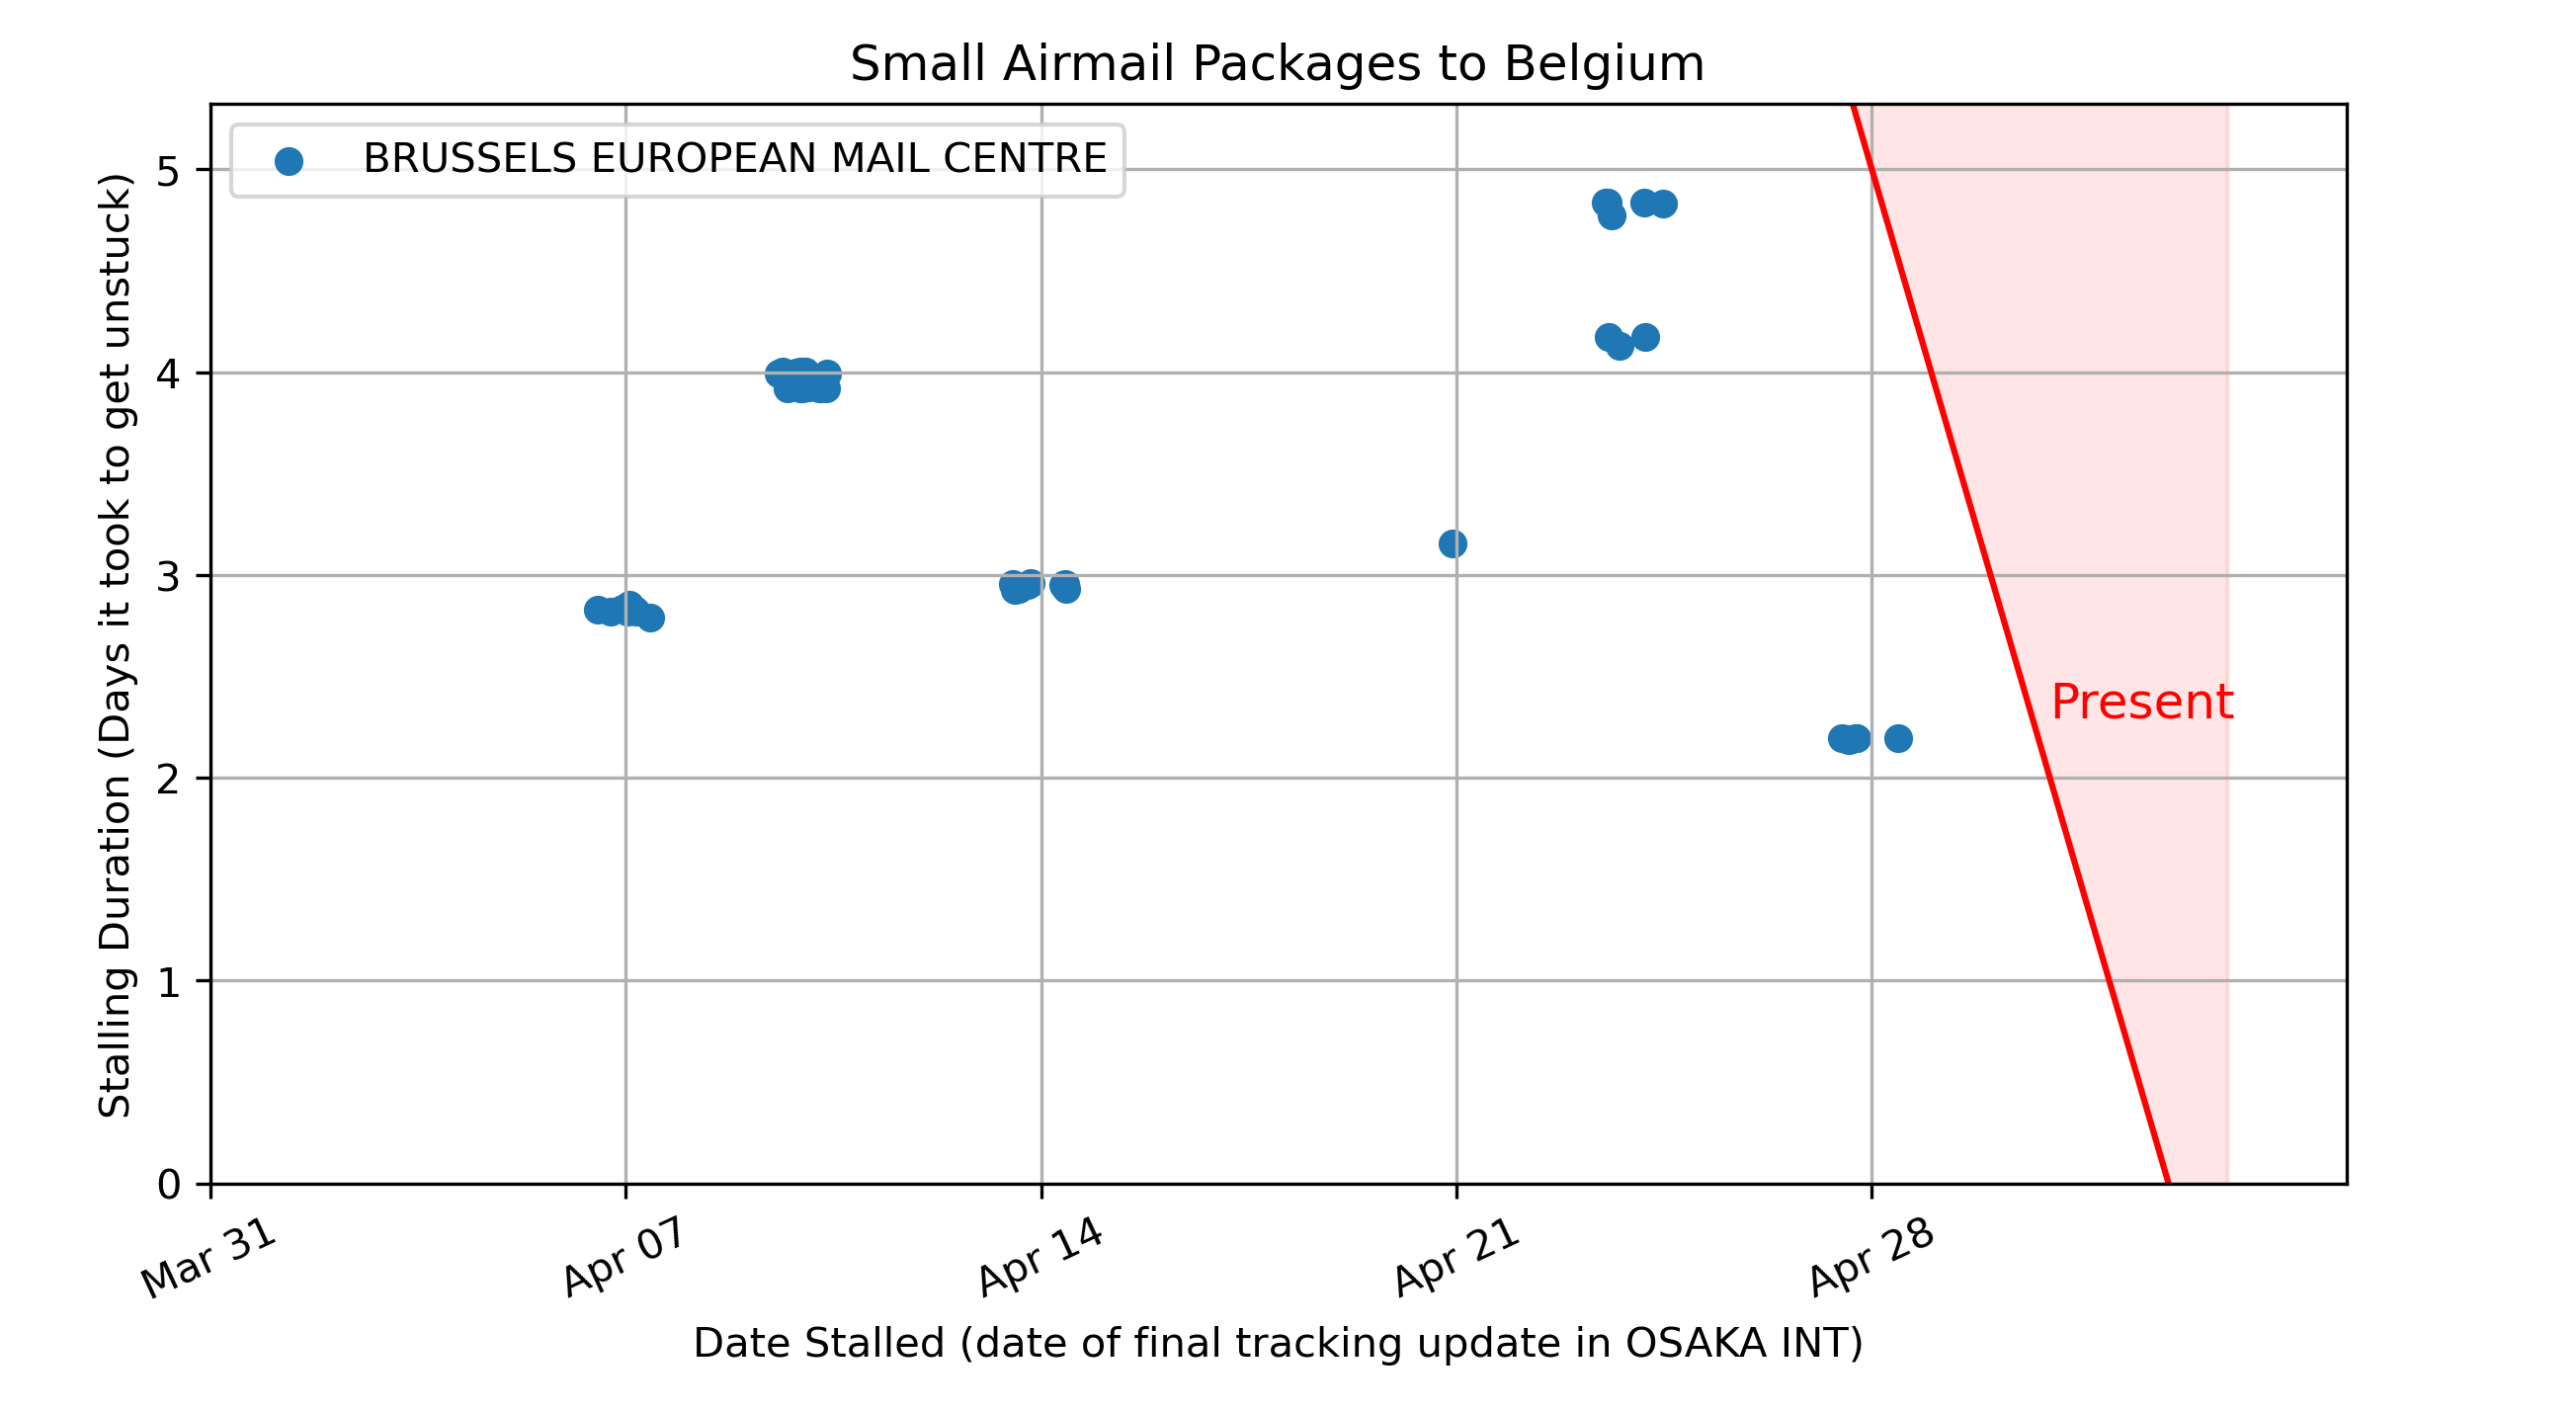 Small Airmail Packages to Belgium
BRUSSELS EUROPEAN MAIL CENTRE
Stalling Duration (Days it took to get unstuck)
5
4
3
2
1
0
Present
Mar 31
Apr 07
Apr 14
Apr 21
Apr 28
Date Stalled (date of final tracking update in OSAKA INT)